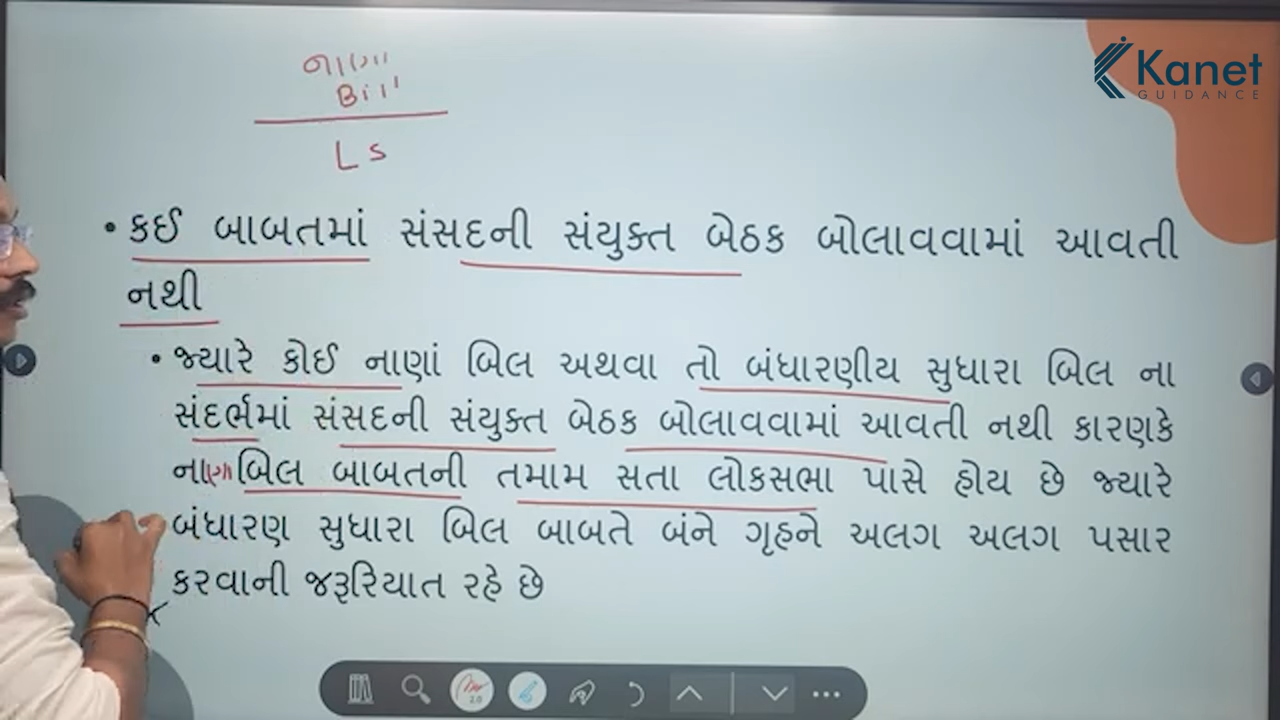 Kanet
GUIDANCE
નાણા
Bill
LS
• કઈ બાબતમાં સંસદની સંયુક્ત બેઠક બોલાવવામાં આવતી
નથી
• જ્યારે કોઈ નાણાં બિલ અથવા તો બંધારણીય સુધારા બિલ ના
સંદર્ભમાં સંસદની સંયુક્ત બેઠક બોલાવવામાં આવતી નથી કારણકે
નાણા બિલ બાબતની તમામ સતા લોકસભા પાસે હોય છે જ્યારે
બંધારણ સુધારા બિલ બાબતે બંને ગૃહને અલગ અલગ પસાર
કરવાની જરૂરિયાત રહે છે